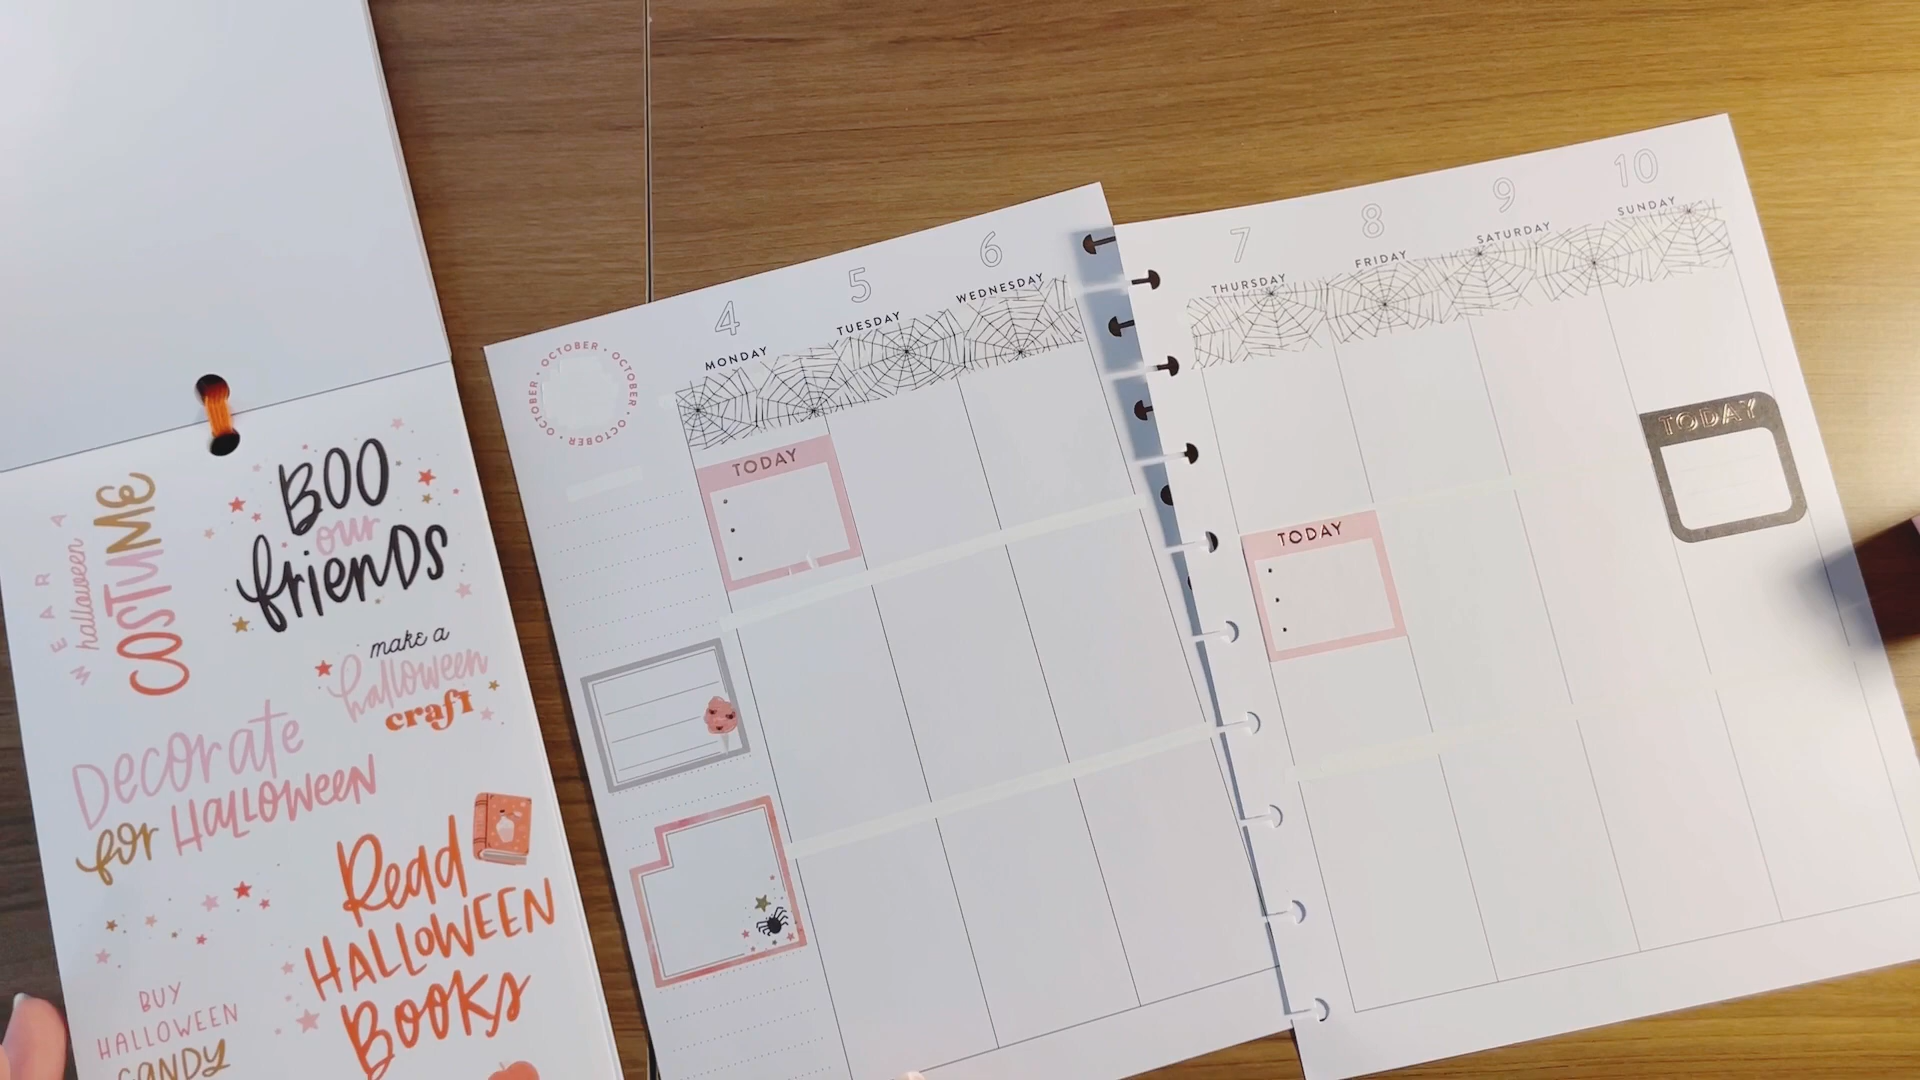 WEAR A
halloween
COSTUME
BOO
our
friends
make a
halloween
craft
Decorate
for Halloween
Read
HALLOWEEN
BOOKS
BUY
HALLOWEEN
CANDY
OCTOBER • OCTOBER • OCTOBER • OCTOBER •
4
5
6
MONDAY
TUESDAY
WEDNESDAY
TODAY
7
8
9
10
THURSDAY
FRIDAY
SATURDAY
SUNDAY
TODAY
TODAY